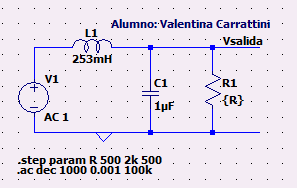 Alumno: Valentina Carrattini
L1
Vsalida
253mH
V1
C1
R1
1µF
{R}
AC 1
.step param R 500 2k 500
.ac dec 1000 0.001 100k